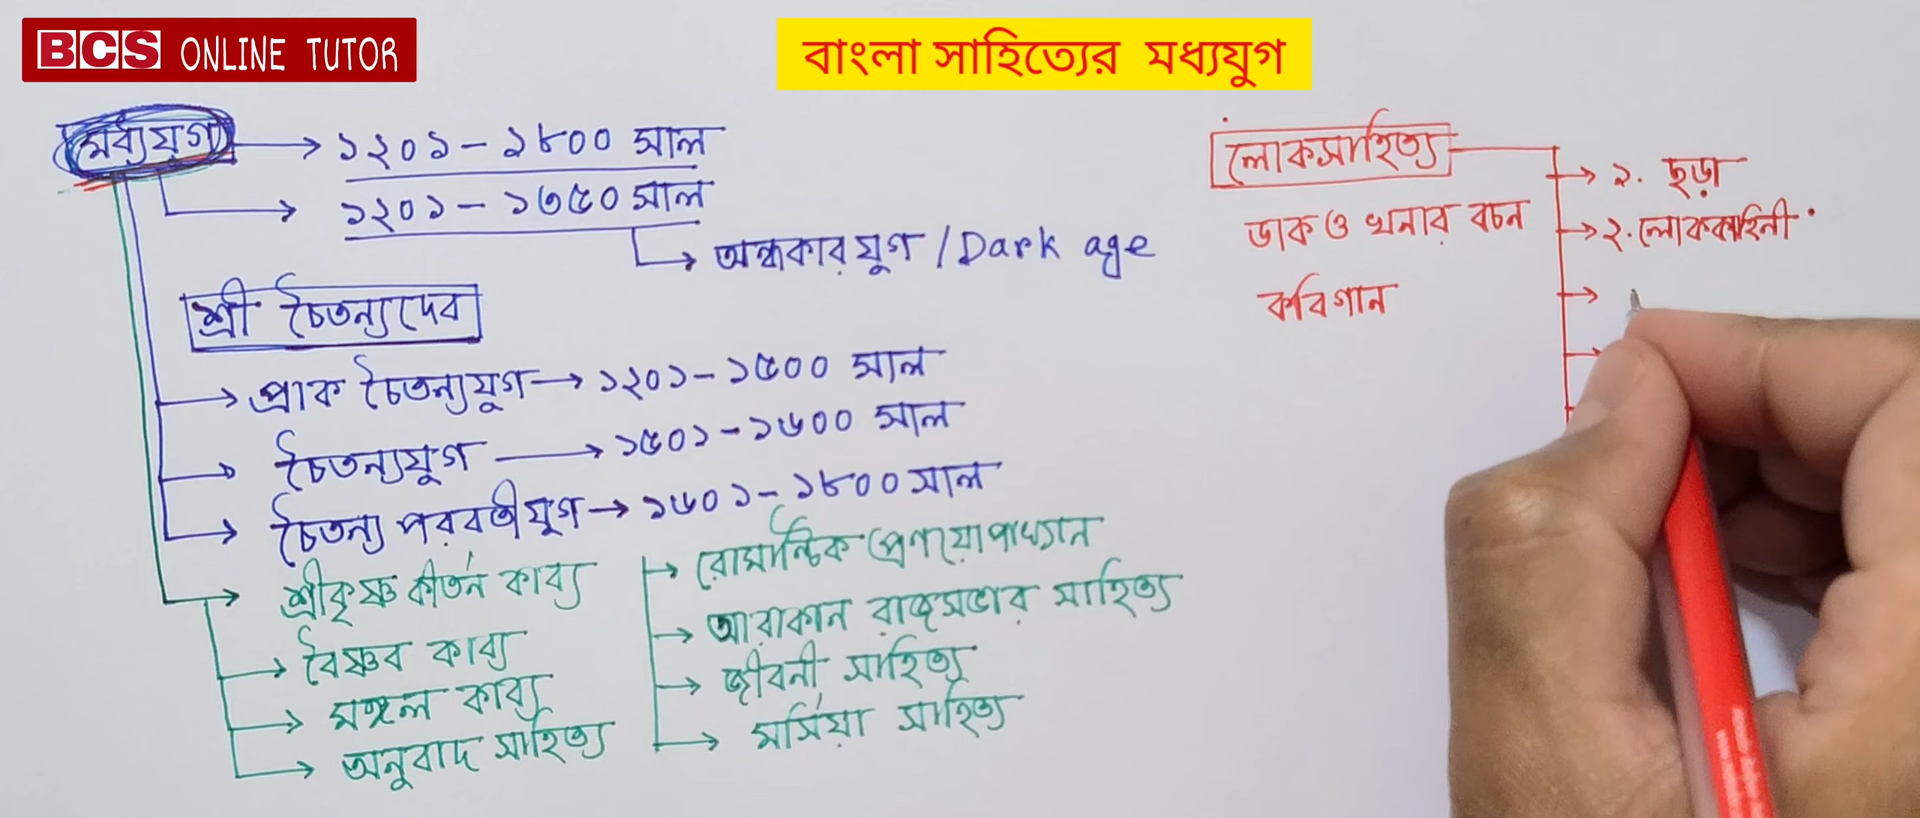 BCS ONLINE TUTOR
বাংলা সাহিত্যের মধ্যযুগ
মধ্যযুগ → ১২০১ – ১৮০০ সাল
→ ১২০১ – ১৩৫০ সাল
→ অন্ধকার যুগ / Dark age
শ্রী চৈতন্যদেব
→ প্রাক চৈতন্যযুগ → ১২০১ – ১৫০০ সাল
→ চৈতন্যযুগ → ১৫০১ – ১৬০০ সাল
→ চৈতন্য পরবর্তীযুগ → ১৬০১ – ১৮০০ সাল
→ শ্রীকৃষ্ণ কীর্তন কাব্য
→ বৈষ্ণব কাব্য
→ মঙ্গল কাব্য
→ অনুবাদ সাহিত্য
→ রোমান্টিক প্রণয়োপাখ্যান
→ আরাকান রাজসভার সাহিত্য
→ জীবনী সাহিত্য
→ মর্সিয়া সাহিত্য
লোকসাহিত্য
ডাক ও খনার বচন
কবিগান
→ ১. ছড়া
→ ২. লোককাহিনী